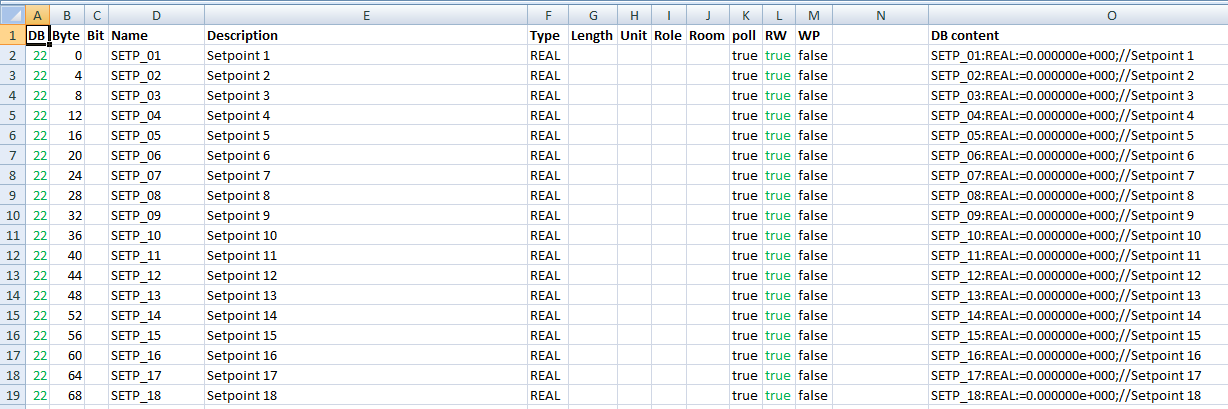 A B C D E F G H I J K L M N O
1 DB Byte Bit Name Description Type Length Unit Role Room poll RW WP DB content
2 22 0 SETP_01 Setpoint 1 REAL true true false SETP_01:REAL:=0.000000e+000;//Setpoint 1
3 22 4 SETP_02 Setpoint 2 REAL true true false SETP_02:REAL:=0.000000e+000;//Setpoint 2
4 22 8 SETP_03 Setpoint 3 REAL true true false SETP_03:REAL:=0.000000e+000;//Setpoint 3
5 22 12 SETP_04 Setpoint 4 REAL true true false SETP_04:REAL:=0.000000e+000;//Setpoint 4
6 22 16 SETP_05 Setpoint 5 REAL true true false SETP_05:REAL:=0.000000e+000;//Setpoint 5
7 22 20 SETP_06 Setpoint 6 REAL true true false SETP_06:REAL:=0.000000e+000;//Setpoint 6
8 22 24 SETP_07 Setpoint 7 REAL true true false SETP_07:REAL:=0.000000e+000;//Setpoint 7
9 22 28 SETP_08 Setpoint 8 REAL true true false SETP_08:REAL:=0.000000e+000;//Setpoint 8
10 22 32 SETP_09 Setpoint 9 REAL true true false SETP_09:REAL:=0.000000e+000;//Setpoint 9
11 22 36 SETP_10 Setpoint 10 REAL true true false SETP_10:REAL:=0.000000e+000;//Setpoint 10
12 22 40 SETP_11 Setpoint 11 REAL true true false SETP_11:REAL:=0.000000e+000;//Setpoint 11
13 22 44 SETP_12 Setpoint 12 REAL true true false SETP_12:REAL:=0.000000e+000;//Setpoint 12
14 22 48 SETP_13 Setpoint 13 REAL true true false SETP_13:REAL:=0.000000e+000;//Setpoint 13
15 22 52 SETP_14 Setpoint 14 REAL true true false SETP_14:REAL:=0.000000e+000;//Setpoint 14
16 22 56 SETP_15 Setpoint 15 REAL true true false SETP_15:REAL:=0.000000e+000;//Setpoint 15
17 22 60 SETP_16 Setpoint 16 REAL true true false SETP_16:REAL:=0.000000e+000;//Setpoint 16
18 22 64 SETP_17 Setpoint 17 REAL true true false SETP_17:REAL:=0.000000e+000;//Setpoint 17
19 22 68 SETP_18 Setpoint 18 REAL true true false SETP_18:REAL:=0.000000e+000;//Setpoint 18